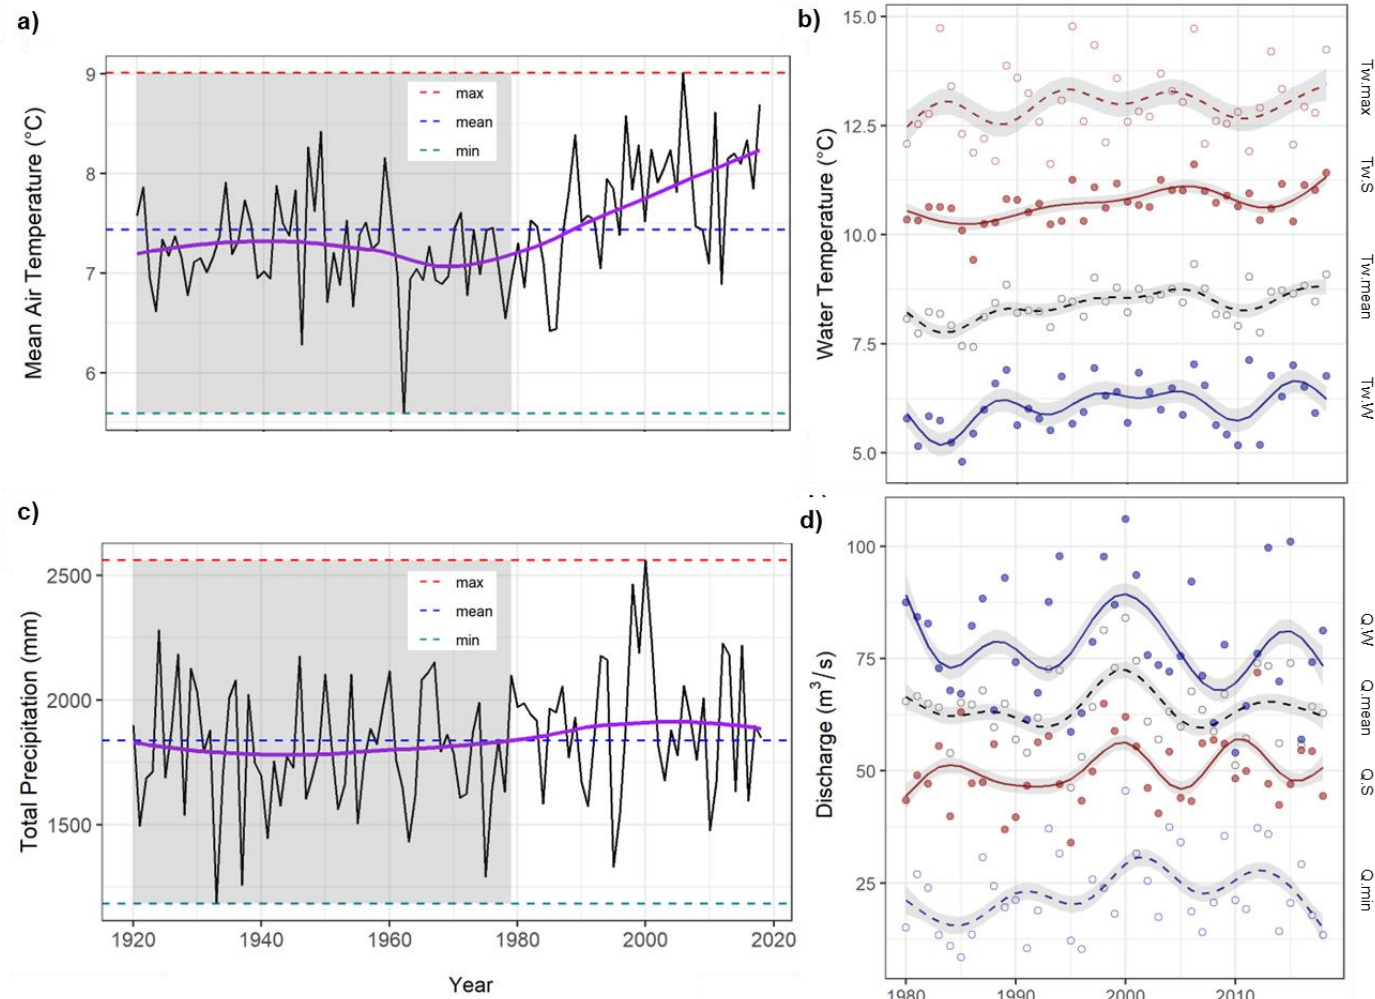 a)
Mean Air Temperature (°C)
9
8
7
6
max
mean
min
b)
Water Temperature (°C)
15.0
12.5
10.0
7.5
5.0
Tw.max
Tw.S
Tw.mean
Tw.W
c)
Total Precipitation (mm)
2500
2000
1500
max
mean
min
1920
1940
1960
1980
2000
2020
Year
d)
Discharge (m³/s)
100
75
50
25
Q.W
Q.mean
Q.S
Q.min
1980
1990
2000
2010